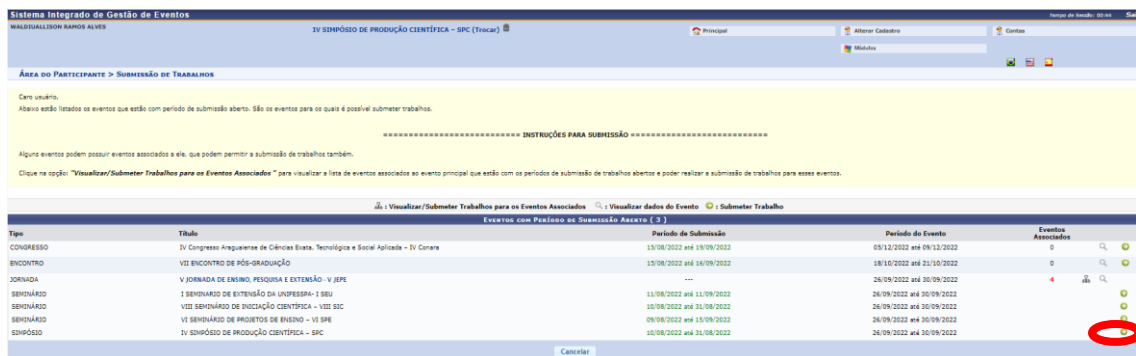 Sistema Integrado de Gestão de Eventos
Tempo de Sessão: 00:44
WALDIUALLISON RAMOS ALVES
IV SIMPÓSIO DE PRODUÇÃO CIENTÍFICA – SPC (Trocar)
Principal
Alterar Cadastro
Contas
Módulos
ÁREA DO PARTICIPANTE > SUBMISSÃO DE TRABALHOS
Caro usuário,
Abaixo estão listados os eventos que estão com período de submissão aberto. São os eventos para os quais é possível submeter trabalhos.
=========================== INSTRUÇÕES PARA SUBMISSÃO ===========================
Alguns eventos podem possuir eventos associados a ele, que podem permitir a submissão de trabalhos também.
Clique na opção: "Visualizar/Submeter Trabalhos para os Eventos Associados " para visualizar a lista de eventos associados ao evento principal que estão com os períodos de submissão de trabalhos abertos e poder realizar a submissão de trabalhos para esses eventos.
: Visualizar/Submeter Trabalhos para os Eventos Associados : Visualizar dados do Evento : Submeter Trabalho
EVENTOS COM PERÍODO DE SUBMISSÃO ABERTO ( 3 )
Tipo Título Período de Submissão Período do Evento Eventos Associados
CONGRESSO IV Congresso Araguaiense de Ciências Exata, Tecnológica e Social Aplicada – IV Conara 15/08/2022 até 19/09/2022 05/12/2022 até 09/12/2022 0
ENCONTRO VII ENCONTRO DE PÓS-GRADUAÇÃO 15/08/2022 até 16/09/2022 18/10/2022 até 21/10/2022 0
JORNADA V JORNADA DE ENSINO, PESQUISA E EXTENSÃO - V JEPE --- 26/09/2022 até 30/09/2022 4
SEMINÁRIO I SEMINARIO DE EXTENSÃO DA UNIFESSPA- I SEU 11/08/2022 até 11/09/2022 26/09/2022 até 30/09/2022
SEMINÁRIO VIII SEMINÁRIO DE INICIAÇÃO CIENTÍFICA – VIII SIC 10/08/2022 até 31/08/2022 26/09/2022 até 30/09/2022
SEMINÁRIO VI SEMINÁRIO DE PROJETOS DE ENSINO – VI SPE 09/08/2022 até 15/09/2022 26/09/2022 até 30/09/2022
SIMPÓSIO IV SIMPÓSIO DE PRODUÇÃO CIENTÍFICA – SPC 10/08/2022 até 31/08/2022 26/09/2022 até 30/09/2022
Cancelar